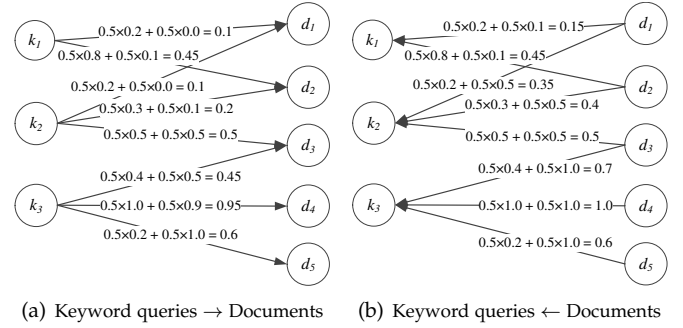 k1
0.5×0.2 + 0.5×0.0 = 0.1
d1
0.5×0.8 + 0.5×0.1 = 0.45
0.5×0.2 + 0.5×0.0 = 0.1
d2
k2
0.5×0.3 + 0.5×0.1 = 0.2
0.5×0.5 + 0.5×0.5 = 0.5
d3
0.5×0.4 + 0.5×0.5 = 0.45
k3
0.5×1.0 + 0.5×0.9 = 0.95
d4
0.5×0.2 + 0.5×1.0 = 0.6
d5
(a) Keyword queries → Documents
k1
0.5×0.2 + 0.5×0.1 = 0.15
d1
0.5×0.8 + 0.5×0.1 = 0.45
0.5×0.2 + 0.5×0.5 = 0.35
d2
k2
0.5×0.3 + 0.5×0.5 = 0.4
0.5×0.5 + 0.5×0.5 = 0.5
d3
0.5×0.4 + 0.5×1.0 = 0.7
k3
0.5×1.0 + 0.5×1.0 = 1.0
d4
0.5×0.2 + 0.5×1.0 = 0.6
d5
(b) Keyword queries ← Documents